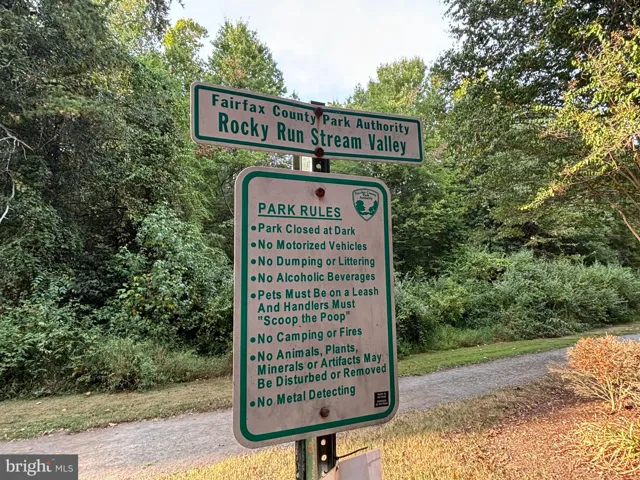 Fairfax County Park Authority
Rocky Run Stream Valley
PARK RULES
•Park Closed at Dark
•No Motorized Vehicles
•No Dumping or Littering
•No Alcoholic Beverages
•Pets Must Be on a Leash
And Handlers Must
"Scoop the Poop"
•No Camping or Fires
•No Animals, Plants,
Minerals or Artifacts May
Be Disturbed or Removed
•No Metal Detecting
bright MLS